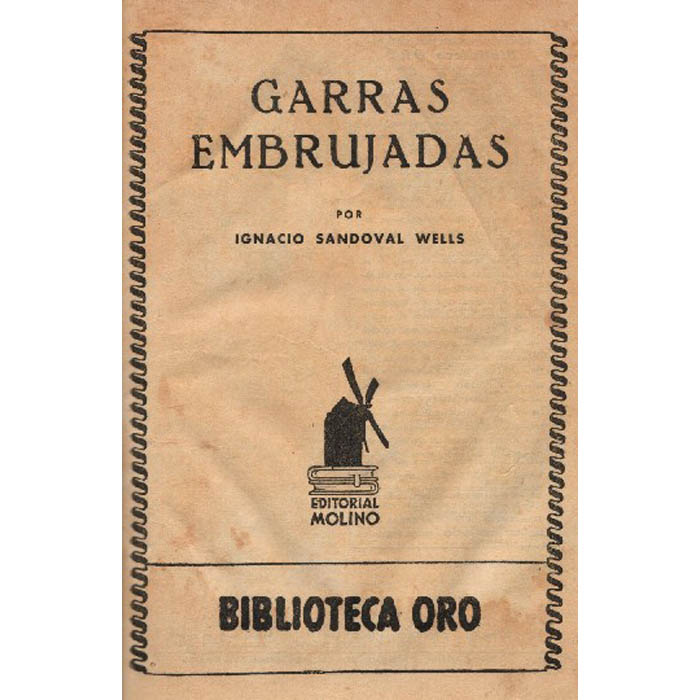 GARRAS
EMBRUJADAS
POR
IGNACIO SANDOVAL WELLS
EDITORIAL
MOLINO
BIBLIOTECA ORO